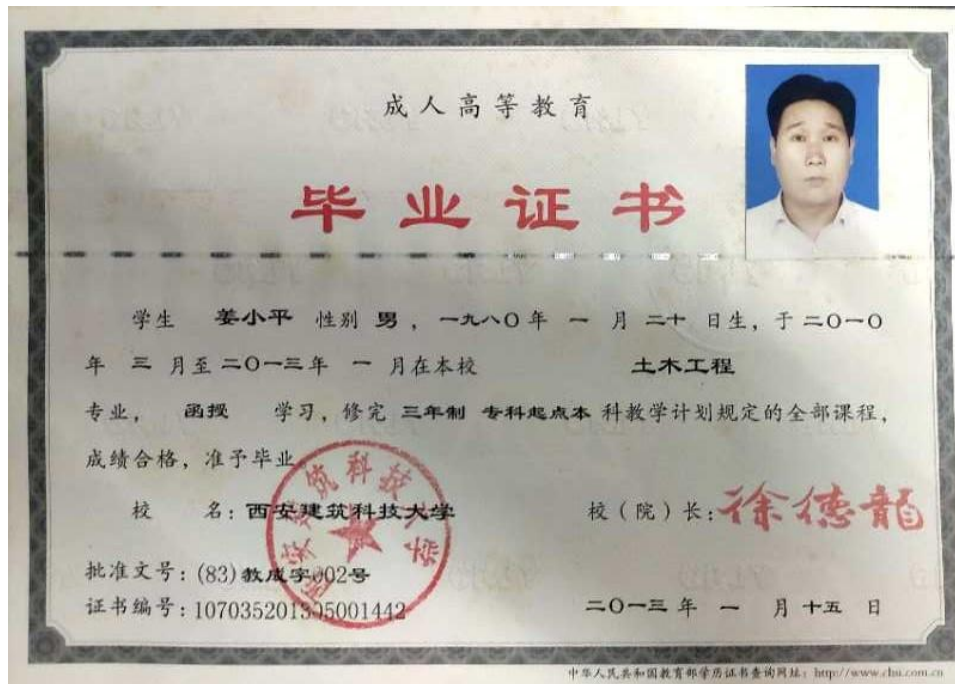 成人高等教育
毕业证书
学生 姜小平 性别 男，一九八〇年 一 月 二十 日生，于 二〇一〇
年 三 月至 二〇一三年 一 月在本校 土木工程
专业， 函授 学习，修完 三年制 专科起点本 科教学计划规定的全部课程，
成绩合格，准予毕业。
校 名：西安建筑科技大学 校（院）长：徐德龍
批准文号：(83)教成字002号
证书编号：107035201305001442 二〇一三 年 一 月 十五 日
西安建筑科技大学
中华人民共和国教育部学历证书查询网址：http://www.chsi.com.cn